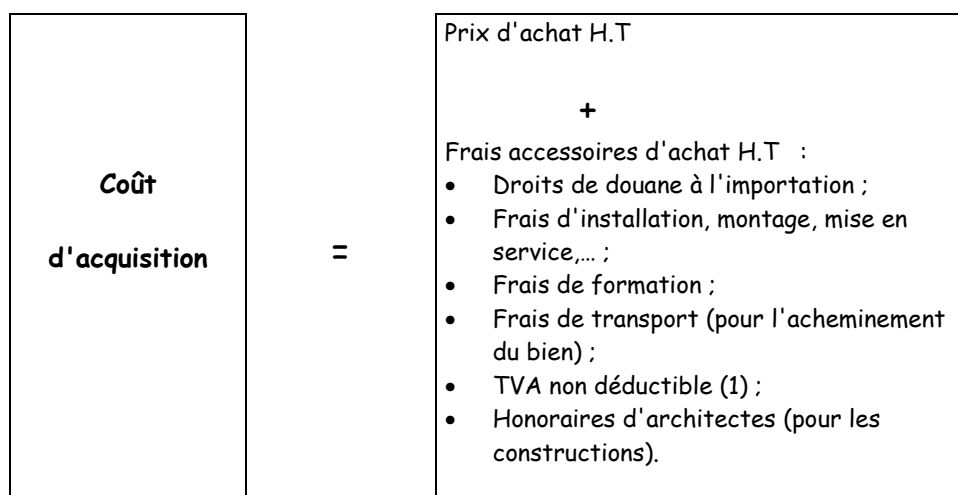 Coût
d'acquisition
=
Prix d'achat H.T
+
Frais accessoires d'achat H.T :
• Droits de douane à l'importation ;
• Frais d'installation, montage, mise en
service,… ;
• Frais de formation ;
• Frais de transport (pour l'acheminement
du bien) ;
• TVA non déductible (1) ;
• Honoraires d'architectes (pour les
constructions).